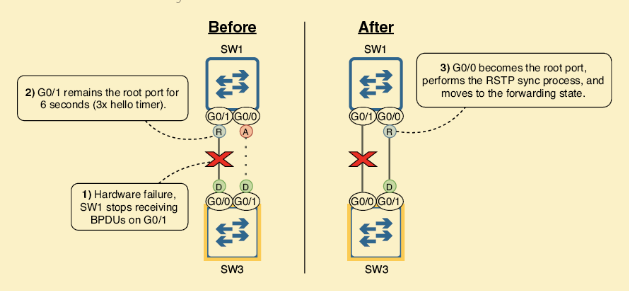 Before
After
SW1
SW1
2) G0/1 remains the root port for
6 seconds (3x hello timer).
3) G0/0 becomes the root port,
performs the RSTP sync process, and
moves to the forwarding state.
G0/1 G0/0
G0/1 G0/0
R A
R
1) Hardware failure,
SW1 stops receiving
BPDUs on G0/1
D D
D
G0/0 G0/1
G0/0 G0/1
SW3
SW3